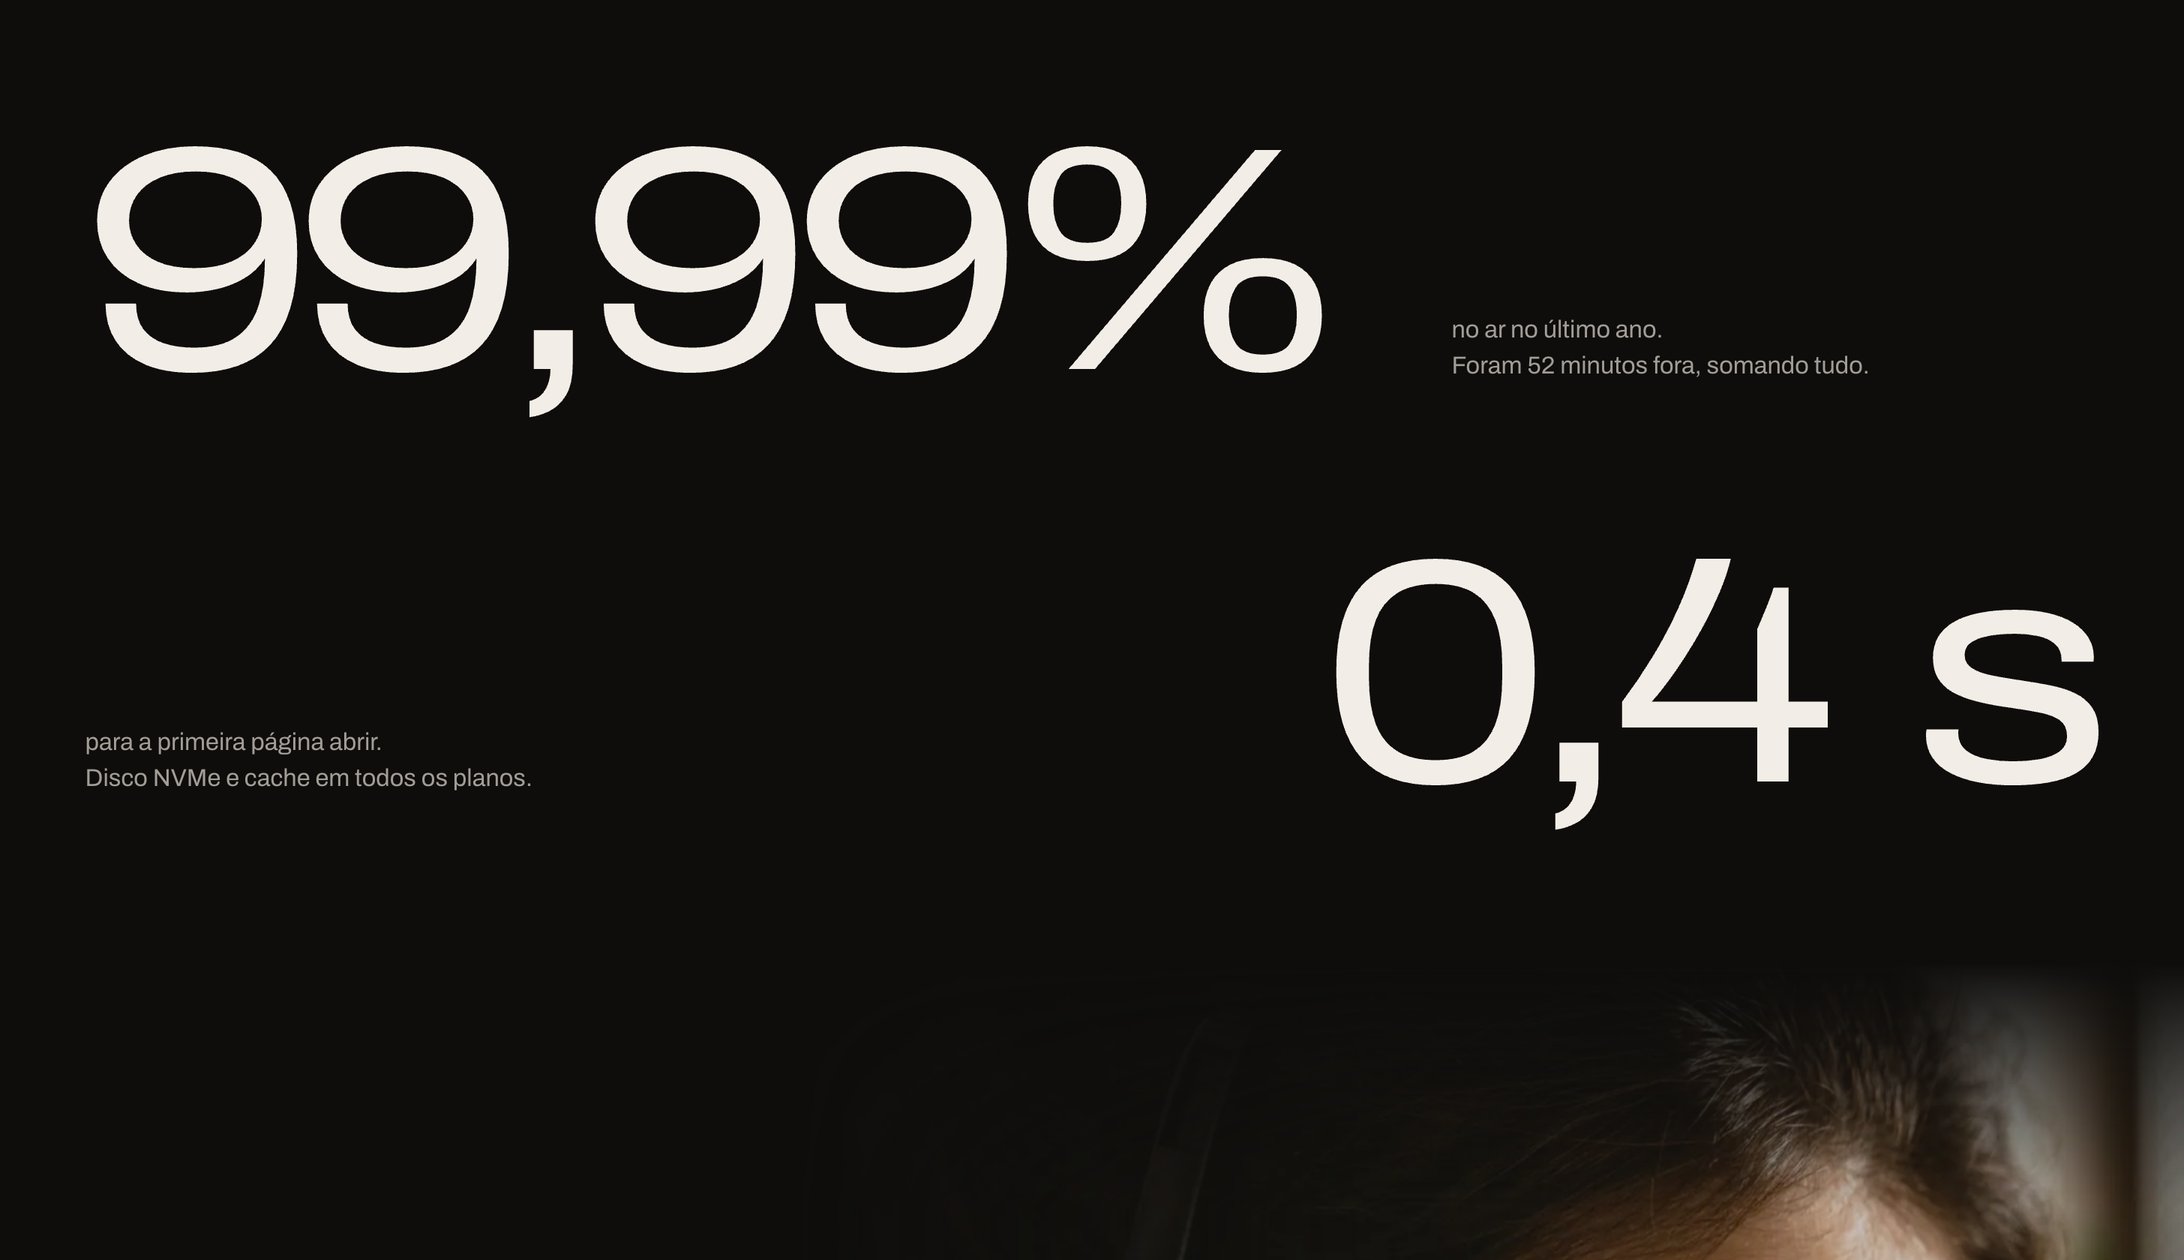 99,99%
no ar no último ano.
Foram 52 minutos fora, somando tudo.
0,4 s
para a primeira página abrir.
Disco NVMe e cache em todos os planos.